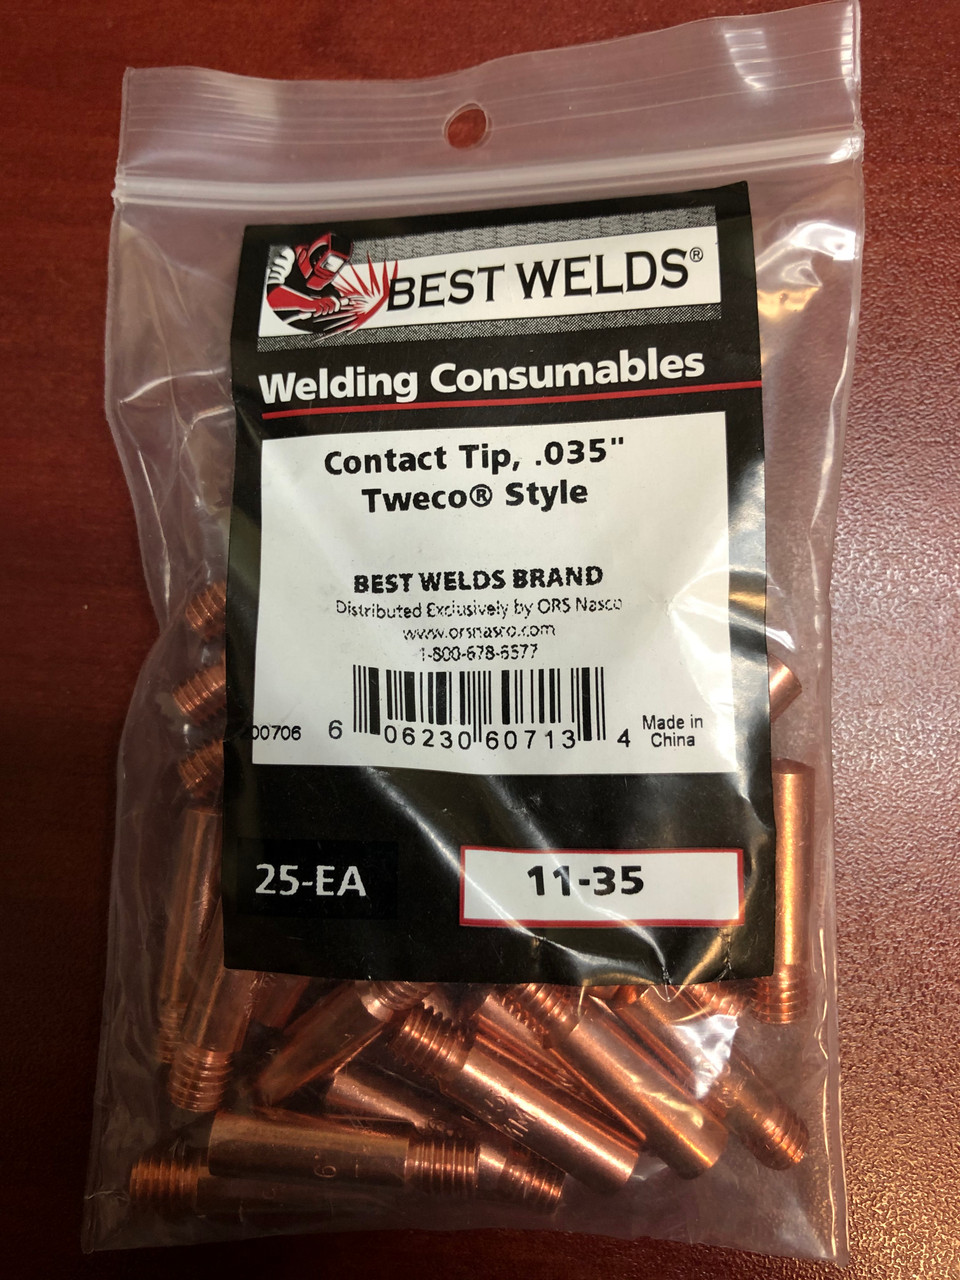 BEST WELDS®
Welding Consumables
Contact Tip, .035"
Tweco® Style
BEST WELDS BRAND
Distributed Exclusively by ORS Nasco
www.orsnasco.com
1-800-678-6577
00706
6 06230 60713 4
Made in
China
25-EA
11-35